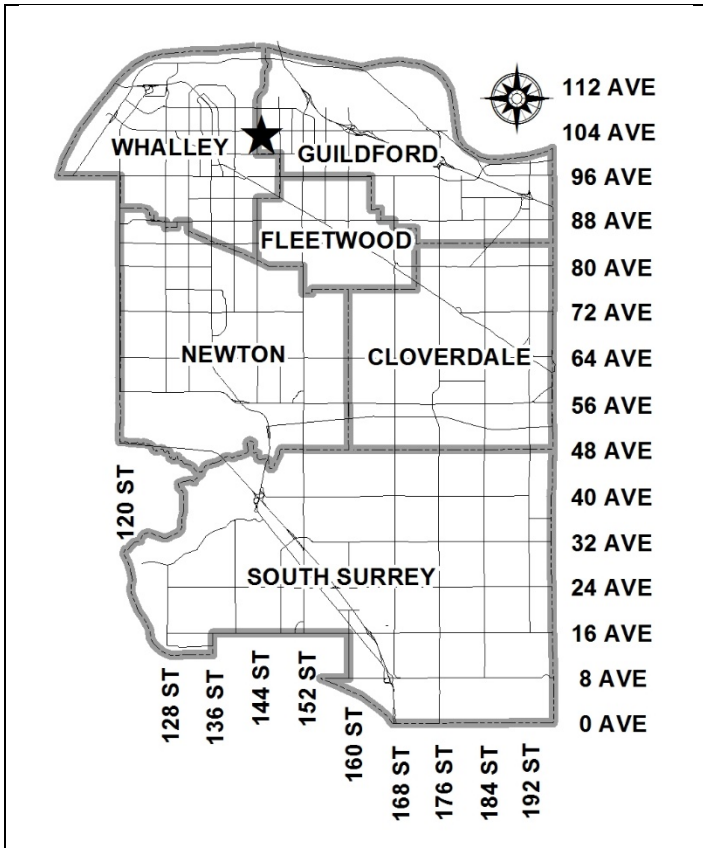 112 AVE
104 AVE
WHALLEY
GUILDFORD
96 AVE
88 AVE
FLEETWOOD
80 AVE
72 AVE
NEWTON
CLOVERDALE
64 AVE
56 AVE
48 AVE
120 ST
40 AVE
32 AVE
SOUTH SURREY
24 AVE
16 AVE
128 ST
136 ST
144 ST
152 ST
160 ST
8 AVE
0 AVE
168 ST
176 ST
184 ST
192 ST